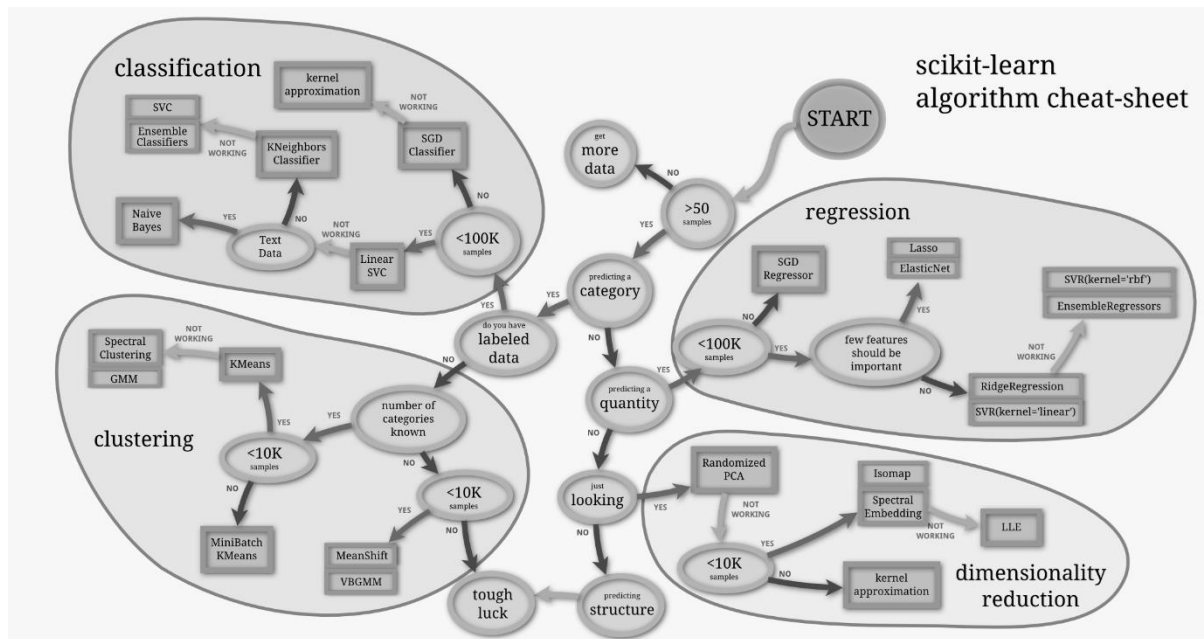 scikit-learn
algorithm cheat-sheet
START
get
more
data
NO
>50
samples
YES
predicting a
category
YES
NO
do you have
labeled
data
YES
NO
predicting a
quantity
YES
NO
just
looking
YES
NO
predicting
structure
tough
luck
classification
kernel
approximation
NOT
WORKING
SVC
Ensemble
Classifiers
NOT
WORKING
KNeighbors
Classifier
SGD
Classifier
NO
Naive
Bayes
YES
NO
Text
Data
NOT
WORKING
Linear
SVC
YES
<100K
samples
regression
SGD
Regressor
NO
<100K
samples
YES
Lasso
ElasticNet
YES
few features
should be
important
NO
SVR(kernel='rbf')
EnsembleRegressors
NOT
WORKING
RidgeRegression
SVR(kernel='linear')
clustering
Spectral
Clustering
GMM
NOT
WORKING
KMeans
YES
number of
categories
known
YES
NO
<10K
samples
NO
MiniBatch
KMeans
<10K
samples
YES
NO
MeanShift
VBGMM
Randomized
PCA
NOT
WORKING
<10K
samples
YES
NO
Isomap
Spectral
Embedding
NOT
WORKING
LLE
kernel
approximation
dimensionality
reduction